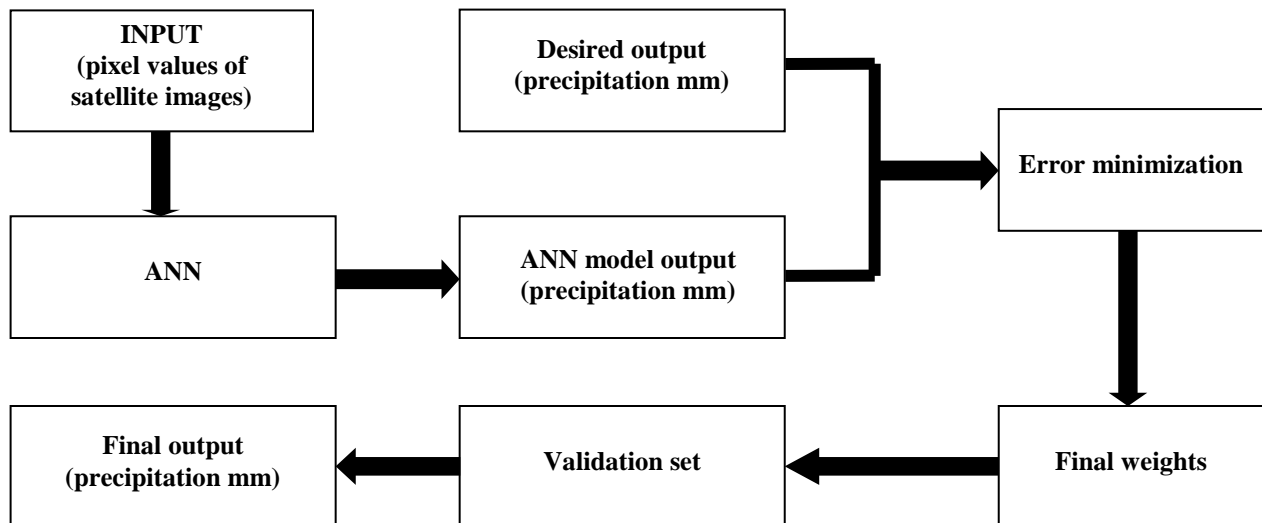 INPUT
(pixel values of
satellite images)
Desired output
(precipitation mm)
Error minimization
ANN
ANN model output
(precipitation mm)
Final output
(precipitation mm)
Validation set
Final weights